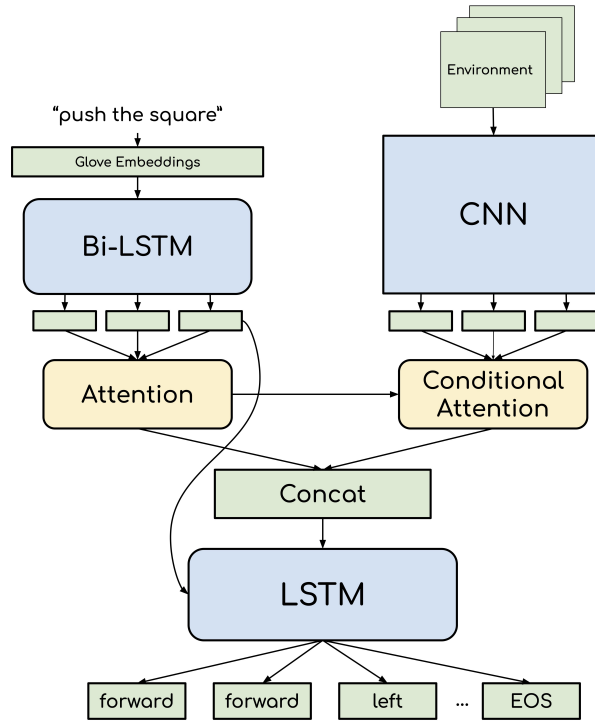 Environment
“push the square”
Glove Embeddings
Bi-LSTM
CNN
Attention
Conditional
Attention
Concat
LSTM
forward
forward
left
...
EOS